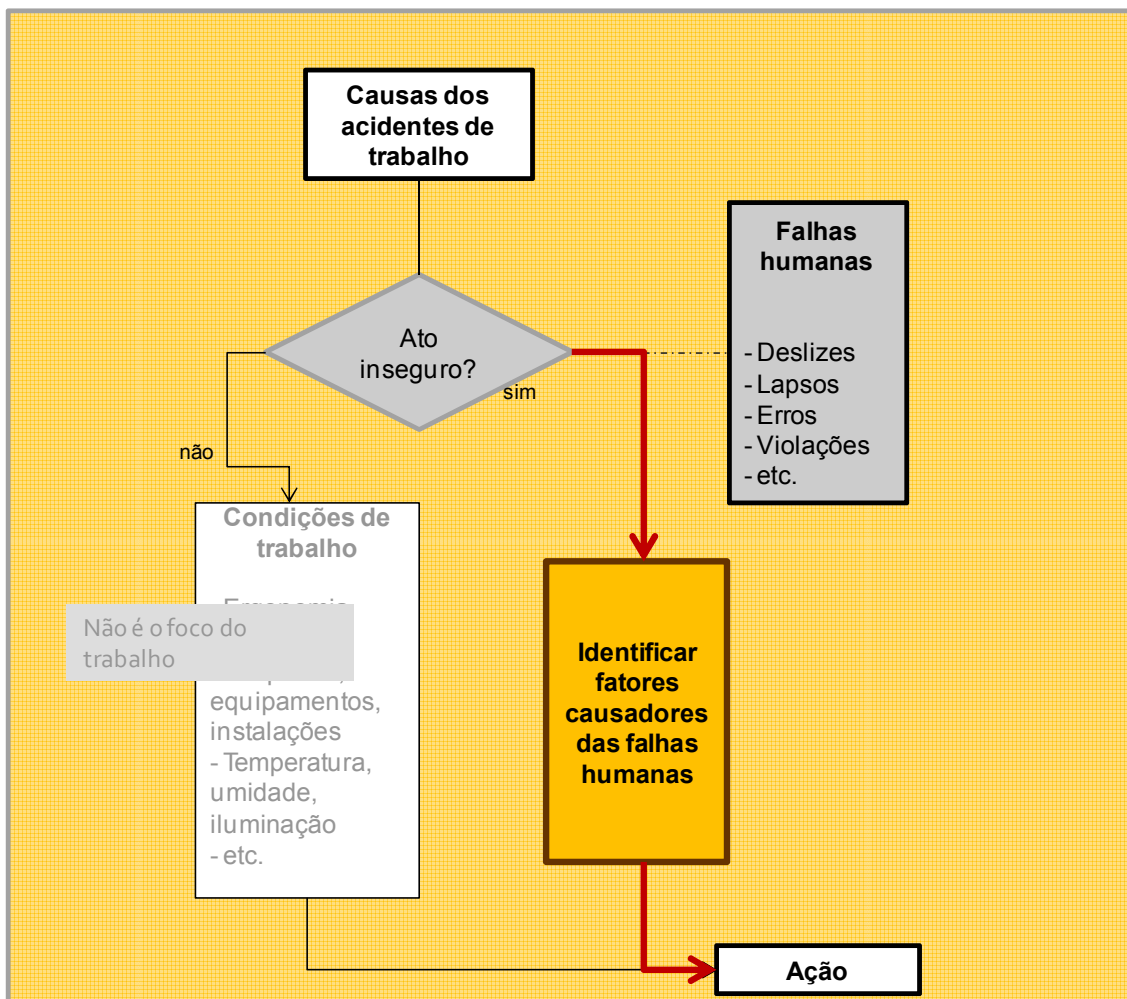 Causas dos
acidentes de
trabalho
Falhas
humanas
- Deslizes
- Lapsos
- Erros
- Violações
- etc.
Ato
inseguro?
sim
não
Condições de
trabalho
Não é o foco do
trabalho
equipamentos,
instalações
- Temperatura,
umidade,
iluminação
- etc.
Identificar
fatores
causadores
das falhas
humanas
Ação